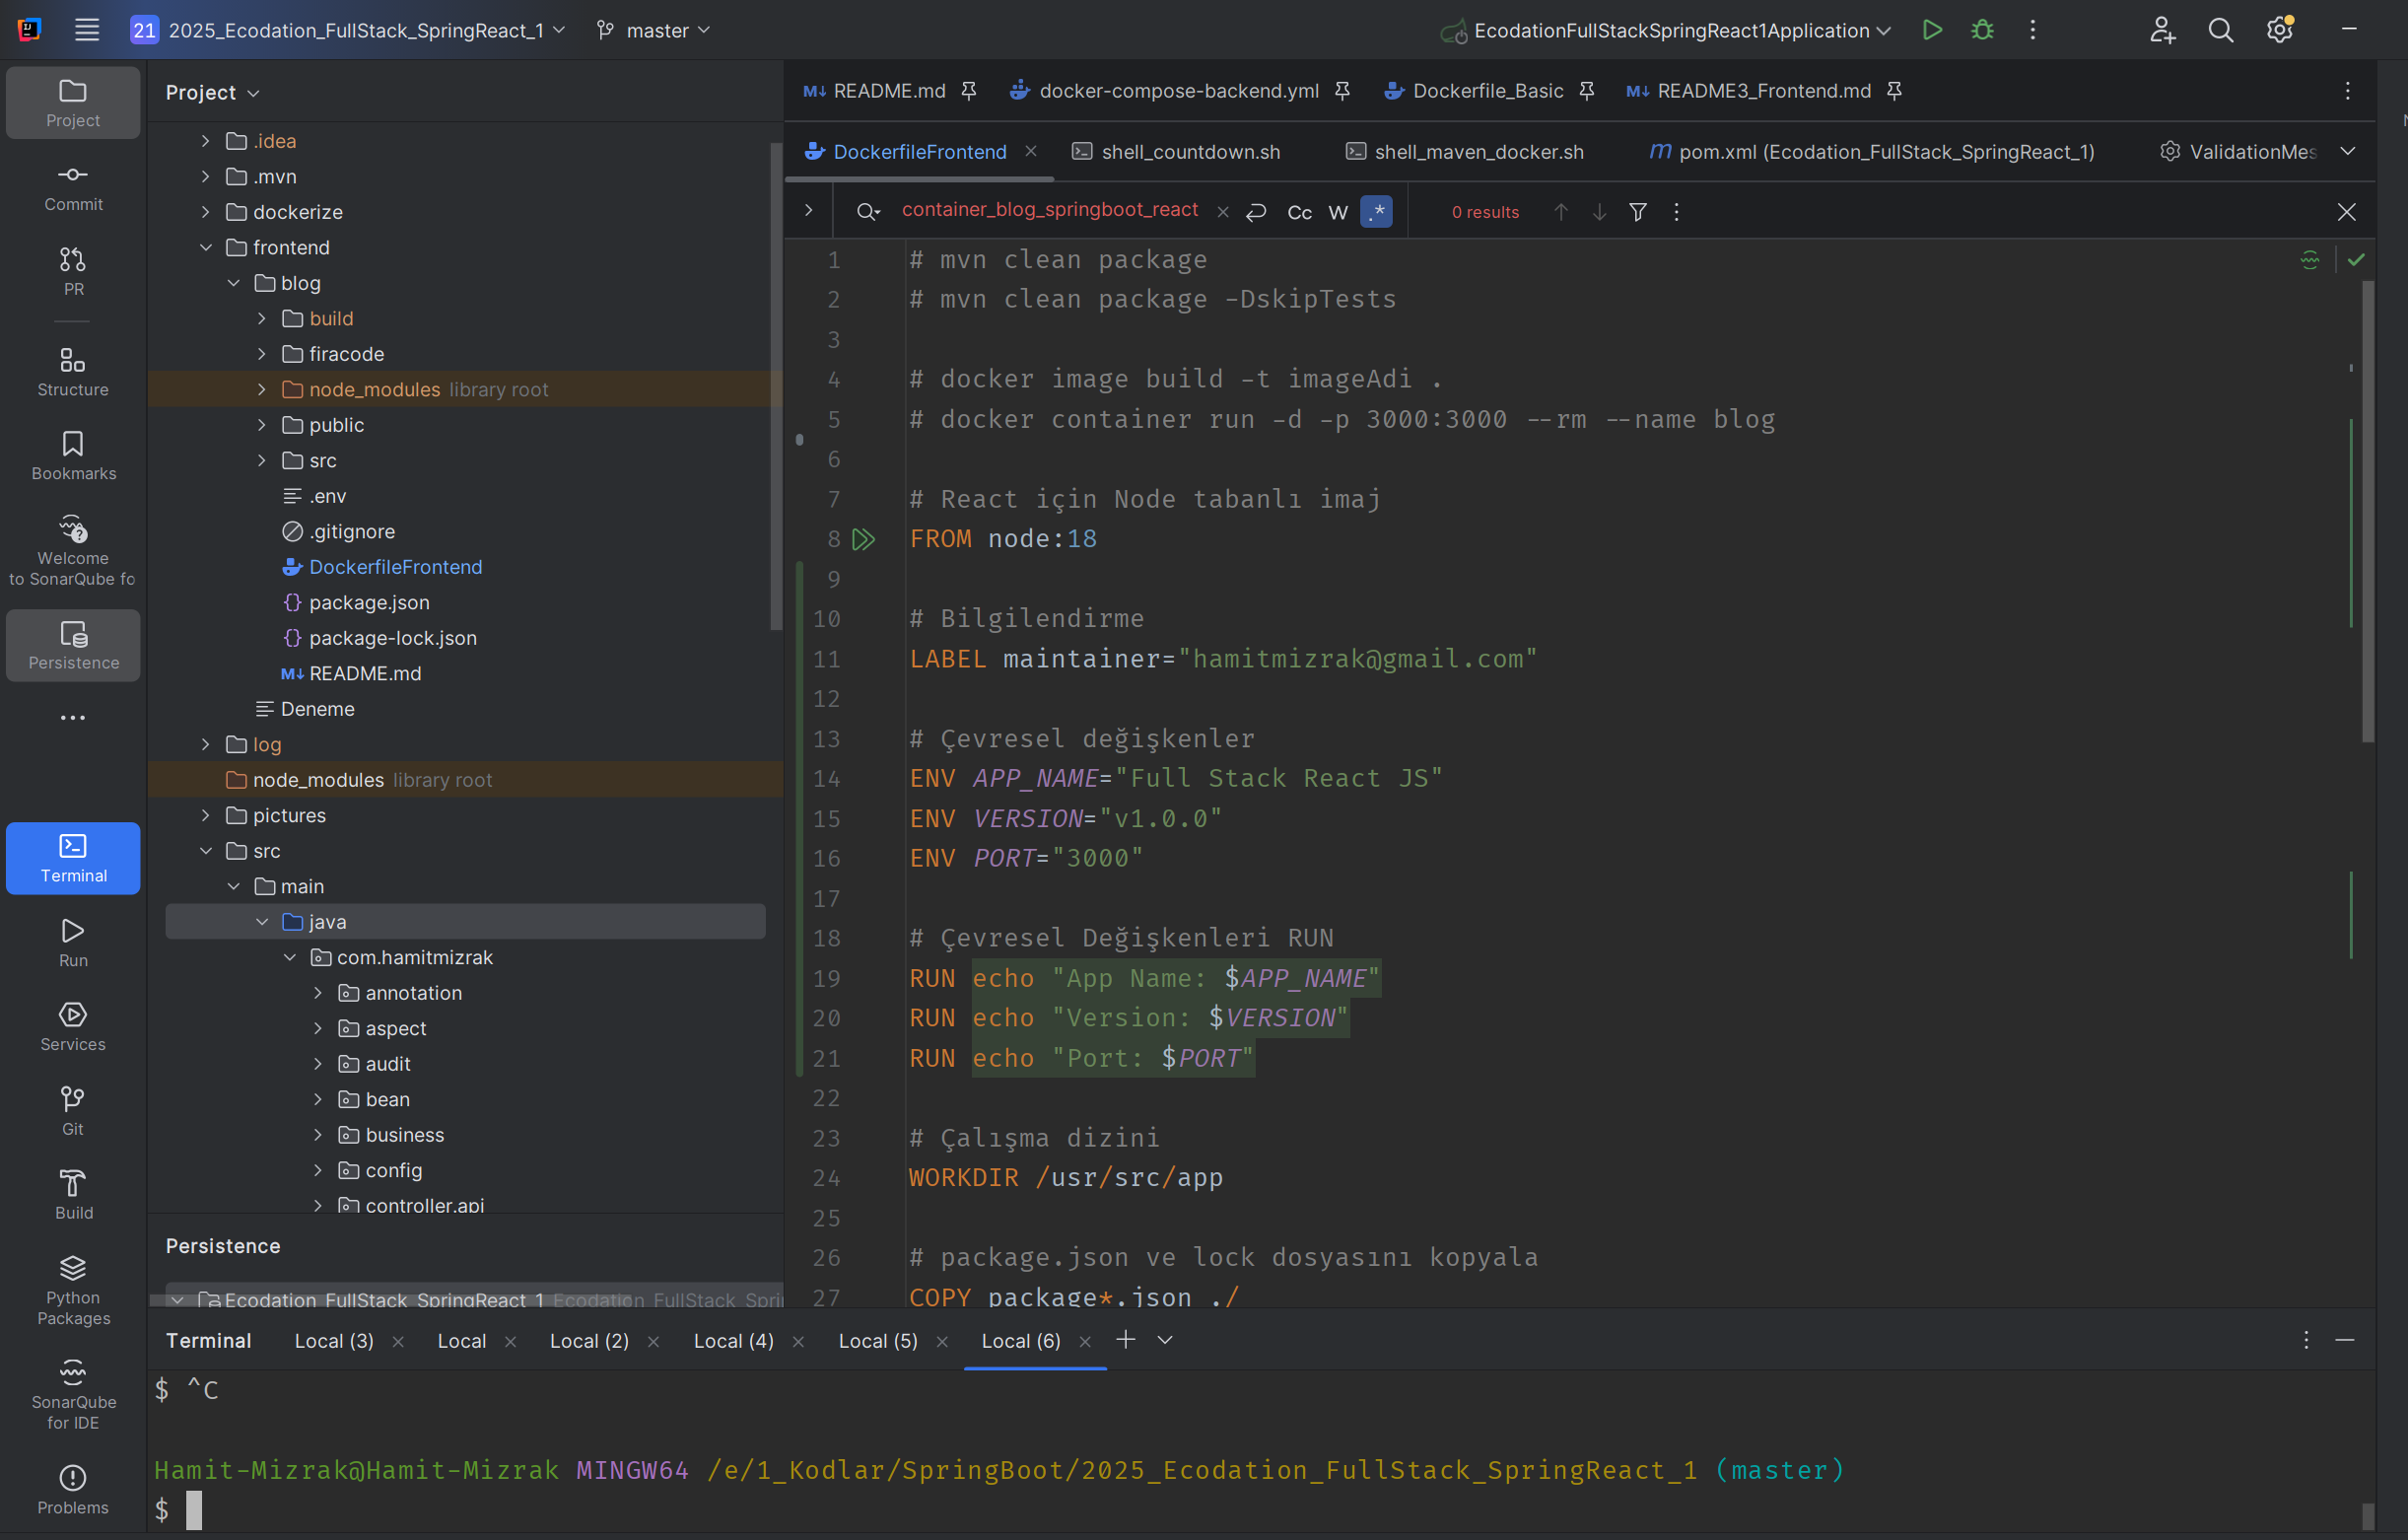 21 2025_Ecodation_FullStack_SpringReact_1 master EcodationFullStackSpringReact1Application
Project
Commit
PR
Structure
Bookmarks
Welcome
to SonarQube fo
Persistence
Terminal
Run
Services
Git
Build
Python
Packages
SonarQube
for IDE
Problems
Project
.idea
.mvn
dockerize
frontend
blog
build
firacode
node_modules library root
public
src
.env
.gitignore
DockerfileFrontend
package.json
package-lock.json
README.md
Deneme
log
node_modules library root
pictures
src
main
java
com.hamitmizrak
annotation
aspect
audit
bean
business
config
controller.api
Persistence
Ecodation_FullStack_SpringReact_1 Ecodation_FullStack_Spri
README.md docker-compose-backend.yml Dockerfile_Basic README3_Frontend.md
DockerfileFrontend shell_countdown.sh shell_maven_docker.sh pom.xml (Ecodation_FullStack_SpringReact_1) ValidationMes
container_blog_springboot_react Cc W .* 0 results
1 # mvn clean package
2 # mvn clean package -DskipTests
3
4 # docker image build -t imageAdi .
5 # docker container run -d -p 3000:3000 --rm --name blog
6
7 # React için Node tabanlı imaj
8 FROM node:18
9
10 # Bilgilendirme
11 LABEL maintainer="hamitmizrak@gmail.com"
12
13 # Çevresel değişkenler
14 ENV APP_NAME="Full Stack React JS"
15 ENV VERSION="v1.0.0"
16 ENV PORT="3000"
17
18 # Çevresel Değişkenleri RUN
19 RUN echo "App Name: $APP_NAME"
20 RUN echo "Version: $VERSION"
21 RUN echo "Port: $PORT"
22
23 # Çalışma dizini
24 WORKDIR /usr/src/app
25
26 # package.json ve lock dosyasını kopyala
27 COPY package*.json ./
Terminal Local (3) Local Local (2) Local (4) Local (5) Local (6)
$ ^C
Hamit-Mizrak@Hamit-Mizrak MINGW64 /e/1_Kodlar/SpringBoot/2025_Ecodation_FullStack_SpringReact_1 (master)
$